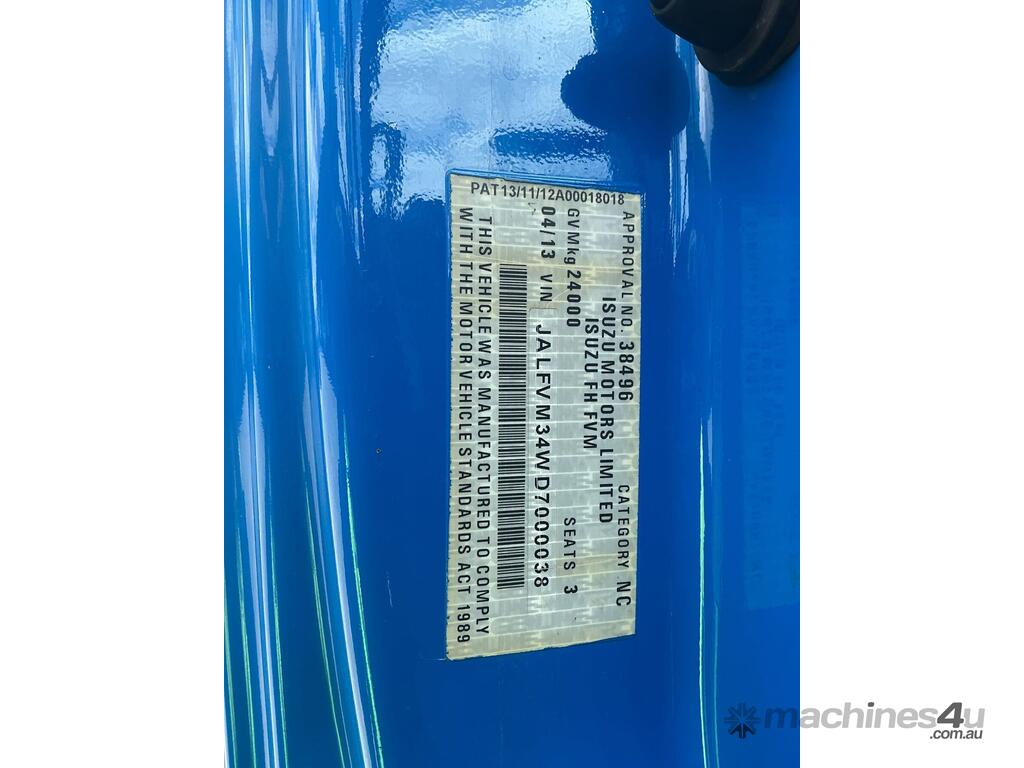 PAT13/11/12A00018018
APPROVAL NO. 38496 CATEGORY NC
ISUZU MOTORS LIMITED
ISUZU FH FVM
GVMkg 24000 SEATS 3
04/13 VIN JALFVM34WD7000038
THIS VEHICLE WAS MANUFACTURED TO COMPLY
WITH THE MOTOR VEHICLE STANDARDS ACT 1989
machines4u
.com.au